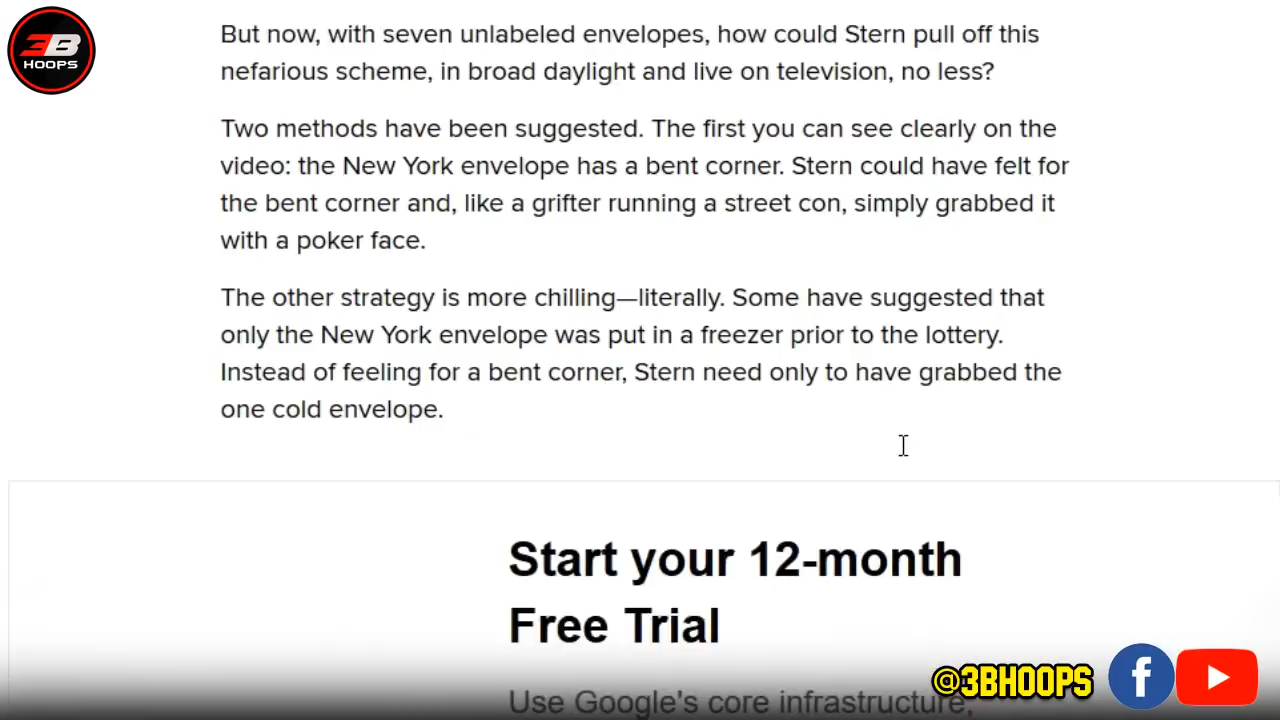 3B
HOOPS
But now, with seven unlabeled envelopes, how could Stern pull off this
nefarious scheme, in broad daylight and live on television, no less?
Two methods have been suggested. The first you can see clearly on the
video: the New York envelope has a bent corner. Stern could have felt for
the bent corner and, like a grifter running a street con, simply grabbed it
with a poker face.
The other strategy is more chilling—literally. Some have suggested that
only the New York envelope was put in a freezer prior to the lottery.
Instead of feeling for a bent corner, Stern need only to have grabbed the
one cold envelope.
Start your 12-month
Free Trial
Use Google's core infrastructure,
@3BHOOPS
f